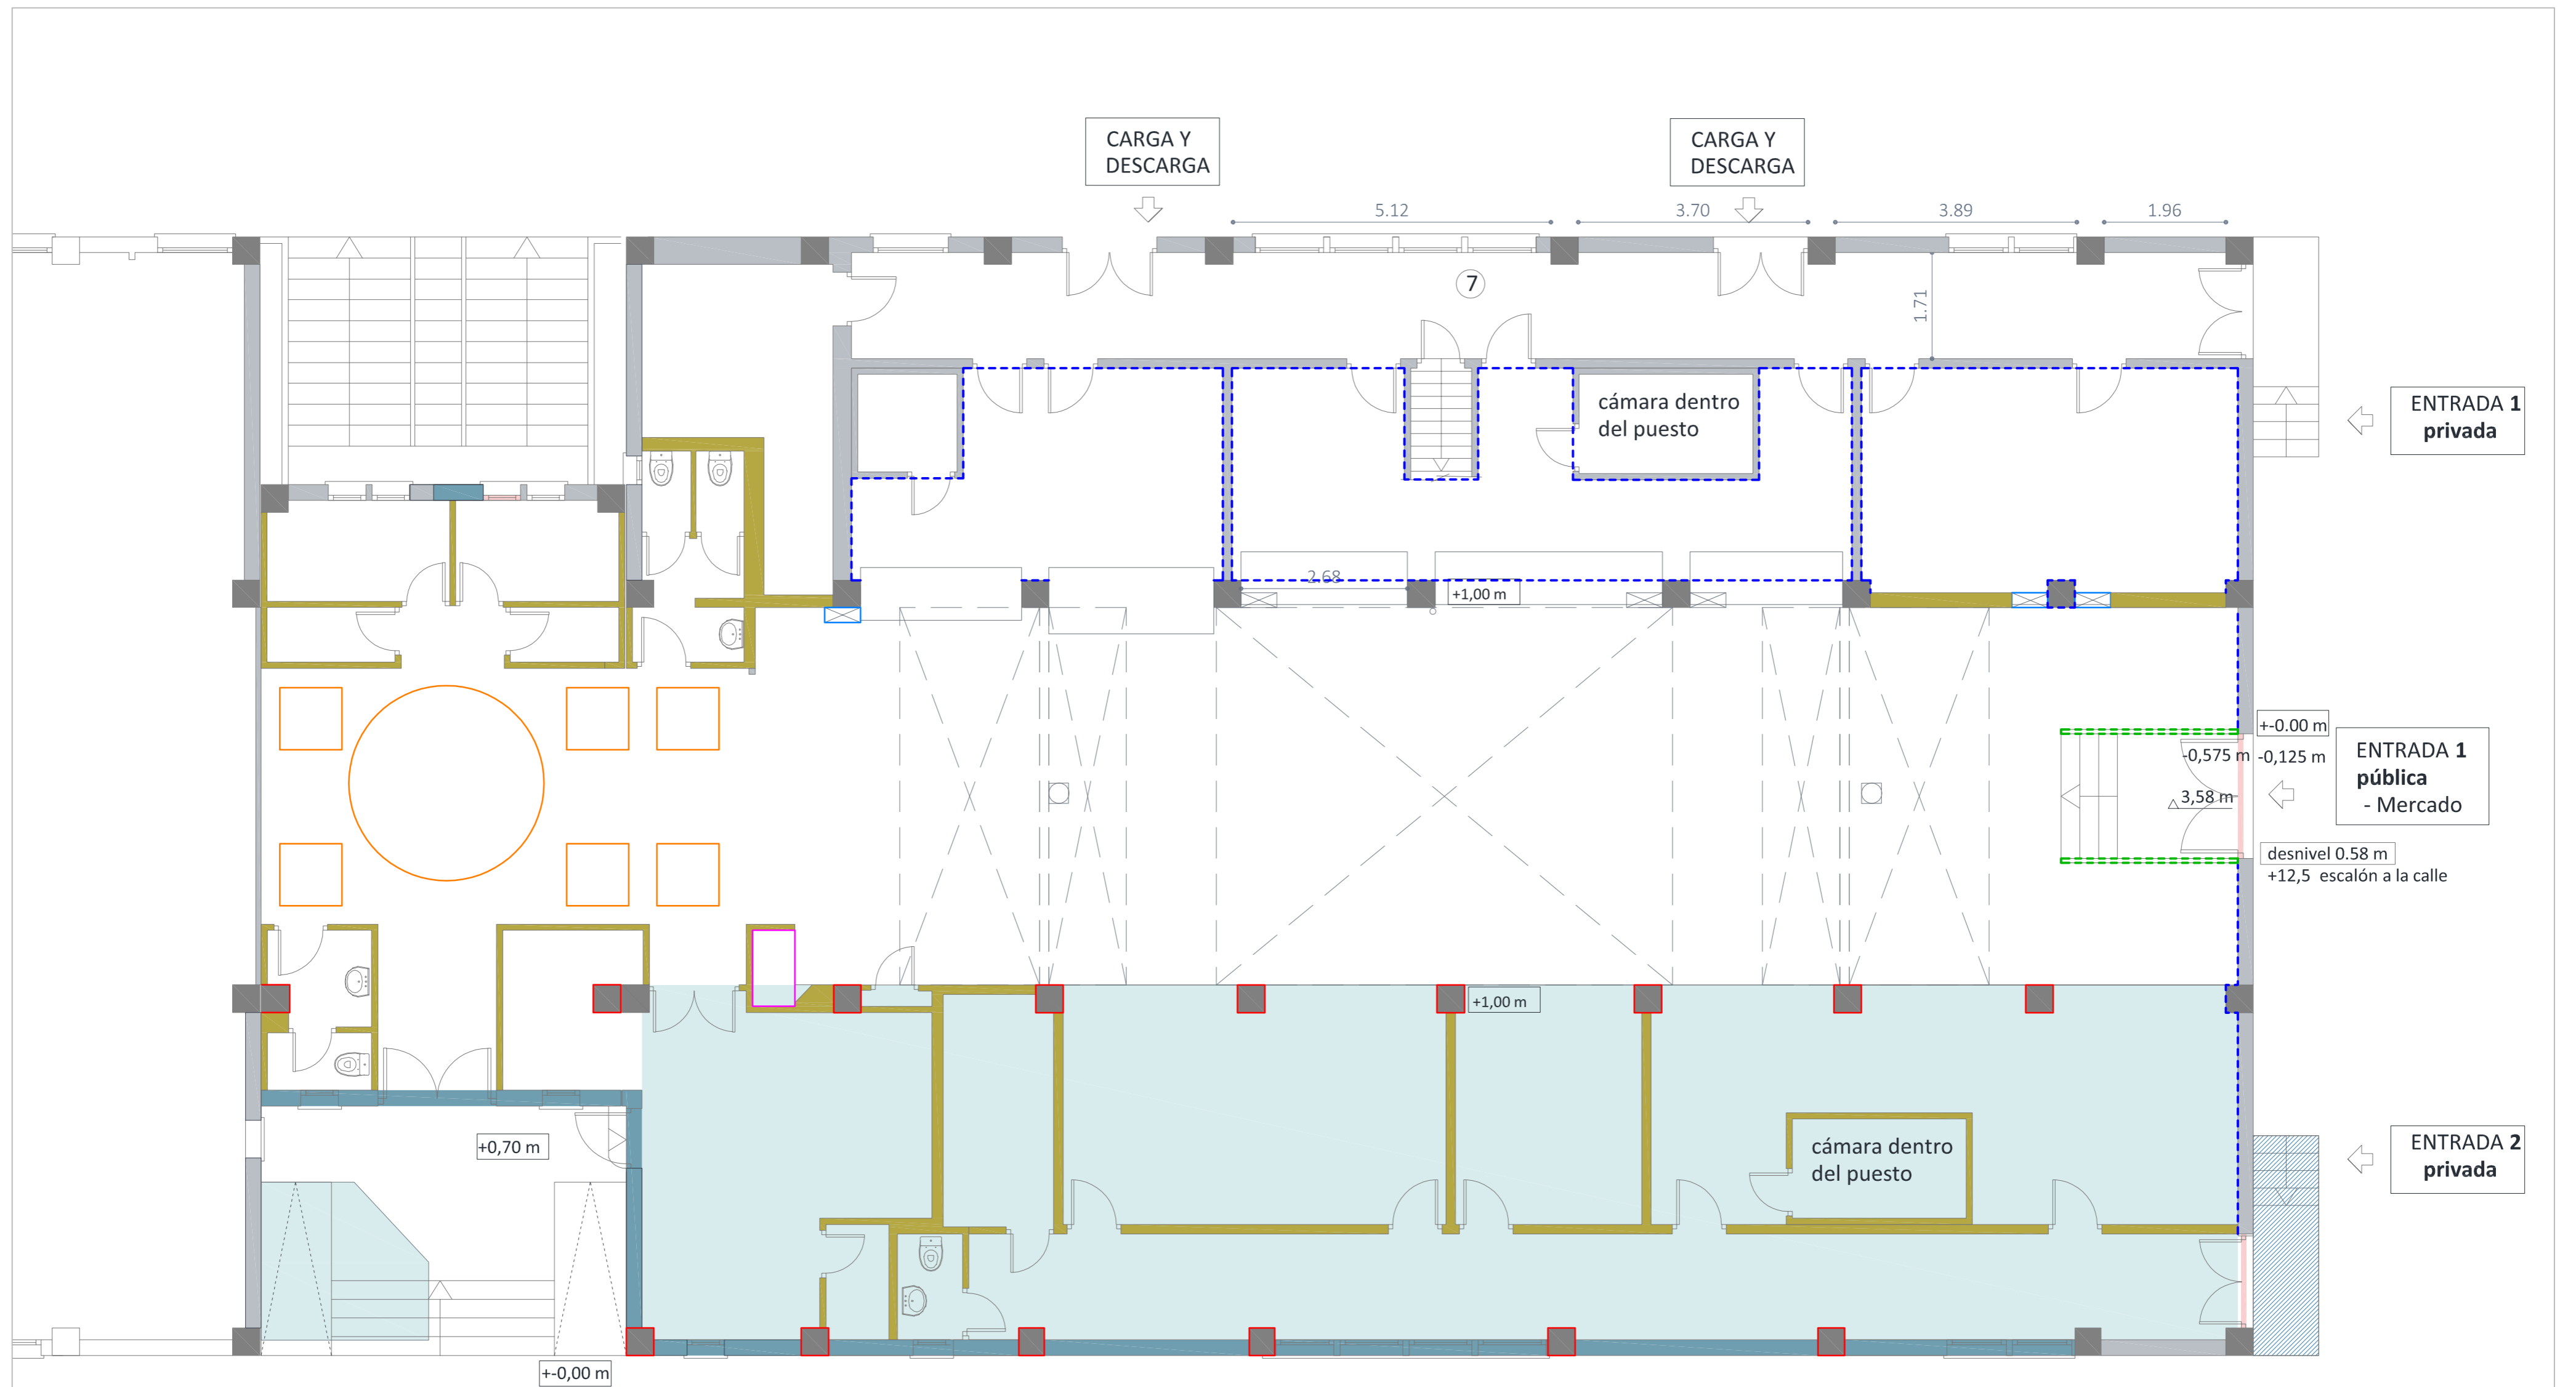 CARGA Y
DESCARGA
CARGA Y
DESCARGA
5.12
3.70
3.89
1.96
7
1.71
cámara dentro
del puesto
ENTRADA 1
privada
2.68
+1,00 m
+-0.00 m
-0,575 m
-0,125 m
3,58 m
ENTRADA 1
pública
- Mercado
desnivel 0.58 m
+12,5 escalón a la calle
+1,00 m
+0,70 m
cámara dentro
del puesto
ENTRADA 2
privada
+-0,00 m